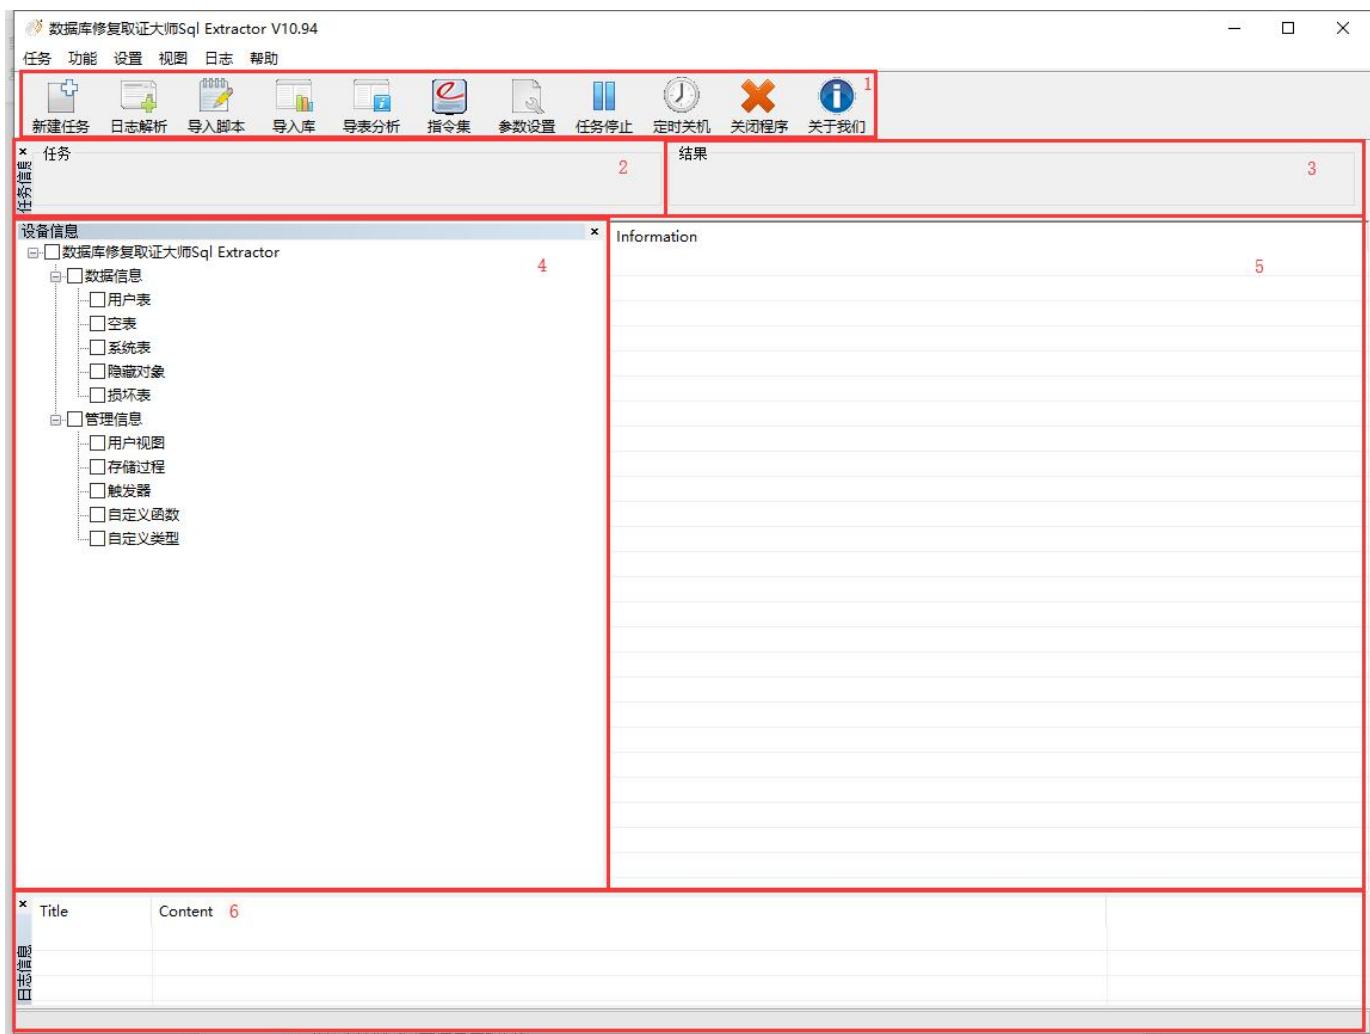 数据库修复取证大师Sql Extractor V10.94
任务 功能 设置 视图 日志 帮助
新建任务 日志解析 导入脚本 导入库 导表分析 指令集 参数设置 任务停止 定时关机 关闭程序 关于我们 1
任务信息
任务 2
结果 3
设备信息
数据库修复取证大师Sql Extractor
4
数据信息
用户表
空表
系统表
隐藏对象
损坏表
管理信息
用户视图
存储过程
触发器
自定义函数
自定义类型
Information
5
日志信息
Title Content 6